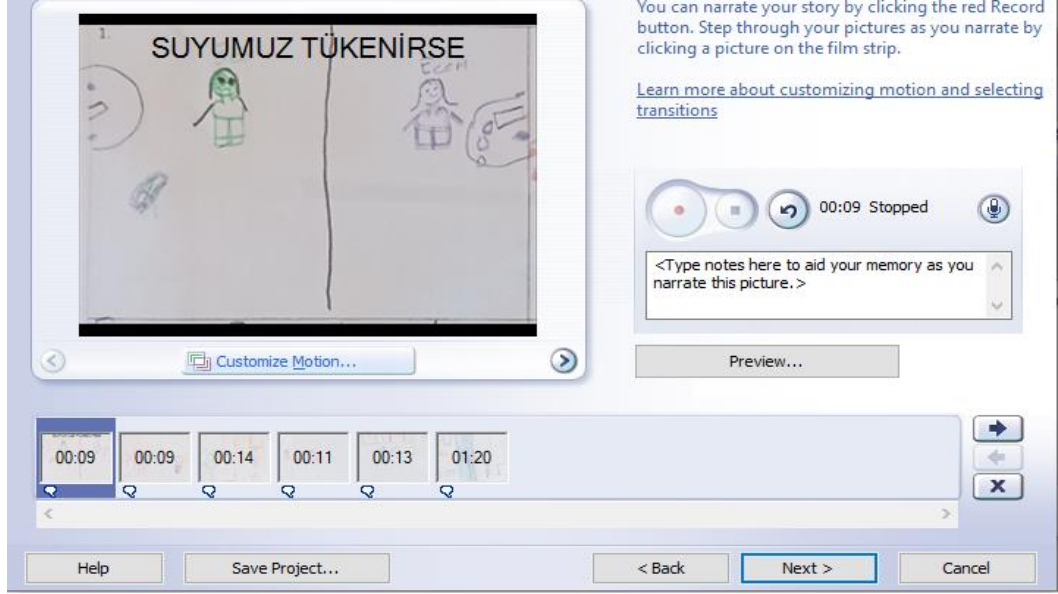 You can narrate your story by clicking the red Record
button. Step through your pictures as you narrate by
clicking a picture on the film strip.
Learn more about customizing motion and selecting
transitions
1.
SUYUMUZ TÜKENİRSE
00:09 Stopped
<Type notes here to aid your memory as you
narrate this picture.>
Customize Motion...
Preview...
00:09 00:09 00:14 00:11 00:13 01:20
Help Save Project... < Back Next > Cancel